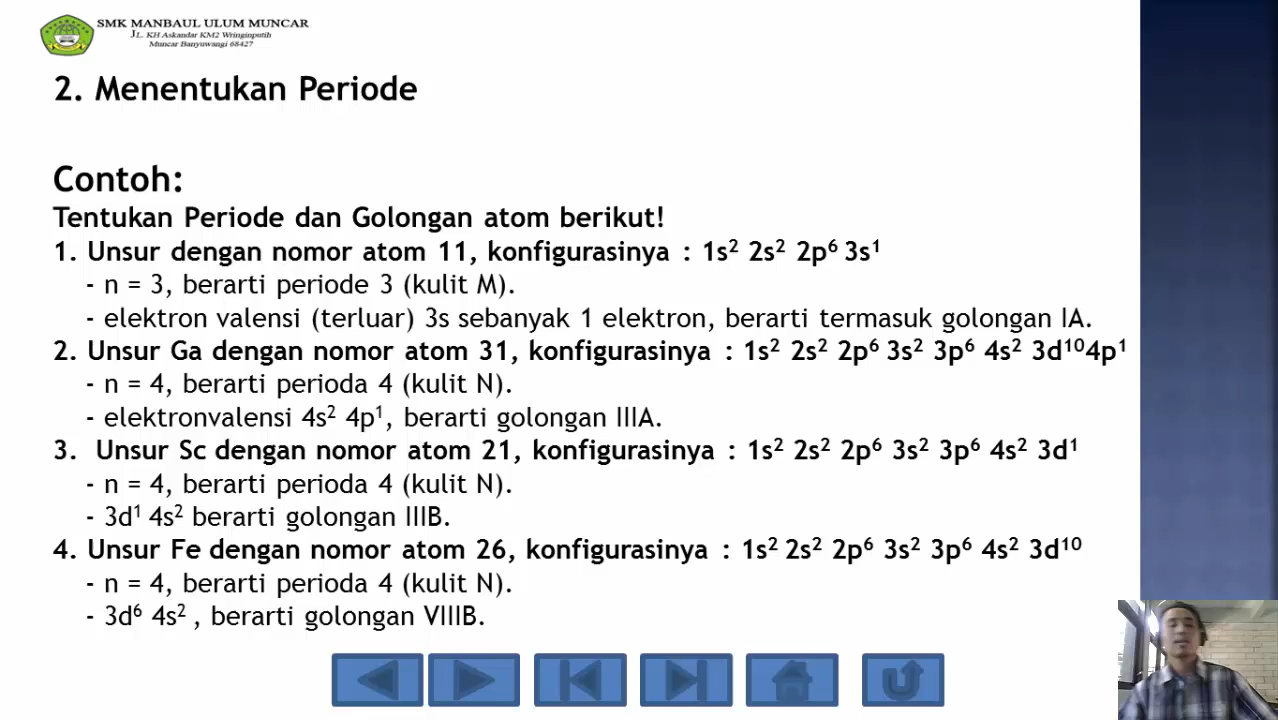 SMK MANBAUL ULUM MUNCAR
JL. KH Askandar KM2 Wringinputih
Muncar Banyuwangi 68427
2. Menentukan Periode
Contoh:
Tentukan Periode dan Golongan atom berikut!
1. Unsur dengan nomor atom 11, konfigurasinya : 1s² 2s² 2p⁶ 3s¹
- n = 3, berarti periode 3 (kulit M).
- elektron valensi (terluar) 3s sebanyak 1 elektron, berarti termasuk golongan IA.
2. Unsur Ga dengan nomor atom 31, konfigurasinya : 1s² 2s² 2p⁶ 3s² 3p⁶ 4s² 3d¹⁰4p¹
- n = 4, berarti perioda 4 (kulit N).
- elektronvalensi 4s² 4p¹, berarti golongan IIIA.
3. Unsur Sc dengan nomor atom 21, konfigurasinya : 1s² 2s² 2p⁶ 3s² 3p⁶ 4s² 3d¹
- n = 4, berarti perioda 4 (kulit N).
- 3d¹ 4s² berarti golongan IIIB.
4. Unsur Fe dengan nomor atom 26, konfigurasinya : 1s² 2s² 2p⁶ 3s² 3p⁶ 4s² 3d¹⁰
- n = 4, berarti perioda 4 (kulit N).
- 3d⁶ 4s² , berarti golongan VIIIB.